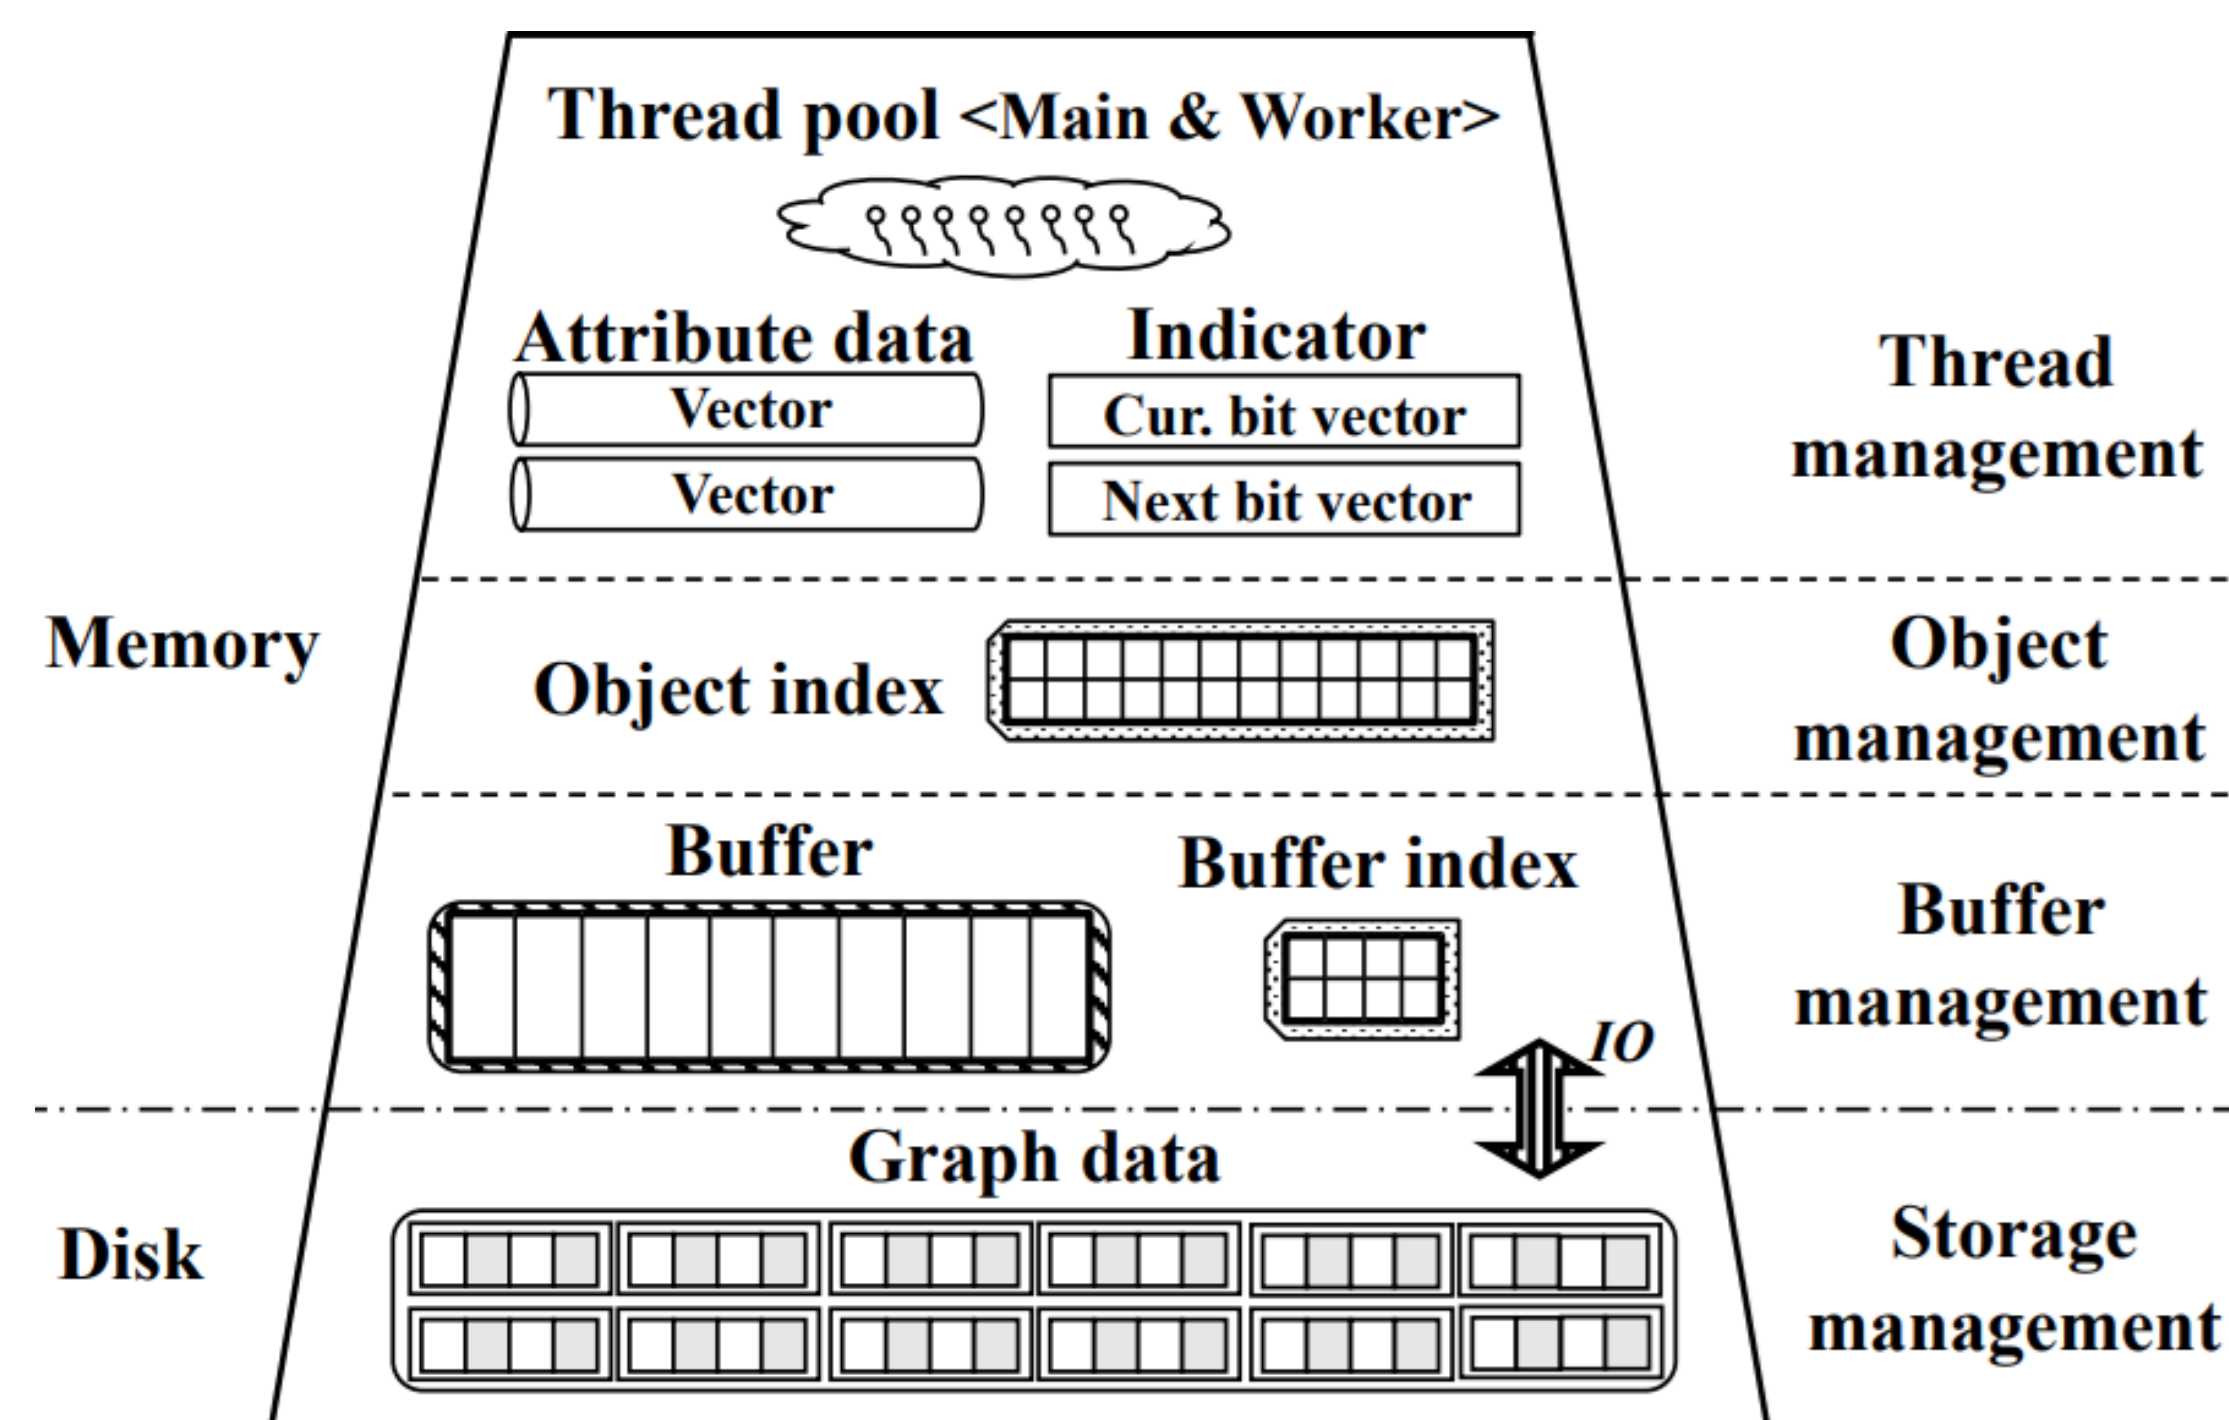 Thread pool <Main & Worker>
Attribute data
Indicator
Vector
Cur. bit vector
Vector
Next bit vector
Thread
management
Memory
Object index
Object
management
Buffer
Buffer index
Buffer
management
IO
Graph data
Disk
Storage
management